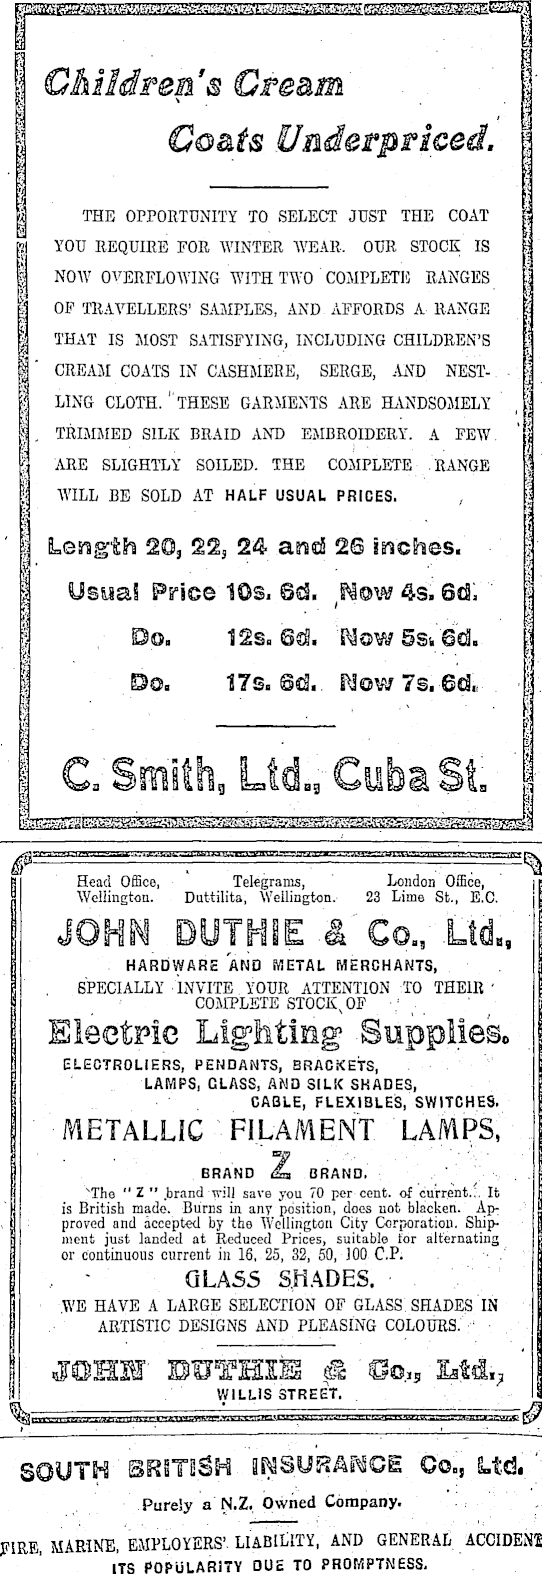 Children's Cream
Coats Underpriced.
THE OPPORTUNITY TO SELECT JUST THE COAT
YOU REQUIRE FOR WINTER WEAR. OUR STOCK IS
NOW OVERFLOWING WITH TWO COMPLETE RANGES
OF TRAVELLERS' SAMPLES, AND AFFORDS A RANGE
THAT IS MOST SATISFYING, INCLUDING CHILDREN'S
CREAM COATS IN CASHMERE, SERGE, AND NEST-
LING CLOTH. THESE GARMENTS ARE HANDSOMELY
TRIMMED SILK BRAID AND EMBROIDERY. A FEW
ARE SLIGHTLY SOILED. THE COMPLETE RANGE
WILL BE SOLD AT HALF USUAL PRICES.
Length 20, 22, 24 and 26 inches.
Usual Price 10s. 6d. Now 4s. 6d.
Do. 12s. 6d. Now 5s. 6d.
Do. 17s. 6d. Now 7s. 6d.
C. Smith, Ltd., Cuba St.
Head Office, Telegrams, London Office,
Wellington. Duttilita, Wellington. 23 Lime St., E.C.
JOHN DUTHIE & Co., Ltd.,
HARDWARE AND METAL MERCHANTS,
SPECIALLY INVITE YOUR ATTENTION TO THEIR
COMPLETE STOCK OF
Electric Lighting Supplies.
ELECTROLIERS, PENDANTS, BRACKETS,
LAMPS, GLASS, AND SILK SHADES,
CABLE, FLEXIBLES, SWITCHES.
METALLIC FILAMENT LAMPS,
BRAND Z BRAND.
The "Z" brand will save you 70 per cent. of current. It
is British made. Burns in any position, does not blacken. Ap-
proved and accepted by the Wellington City Corporation. Ship-
ment just landed at Reduced Prices, suitable for alternating
or continuous current in 16, 25, 32, 50, 100 C.P.
GLASS SHADES.
WE HAVE A LARGE SELECTION OF GLASS SHADES IN
ARTISTIC DESIGNS AND PLEASING COLOURS.
JOHN DUTHIE & Co., Ltd.,
WILLIS STREET.
SOUTH BRITISH INSURANCE Co., Ltd.
Purely a N.Z. Owned Company.
FIRE, MARINE, EMPLOYERS' LIABILITY, AND GENERAL ACCIDENT
ITS POPULARITY DUE TO PROMPTNESS.